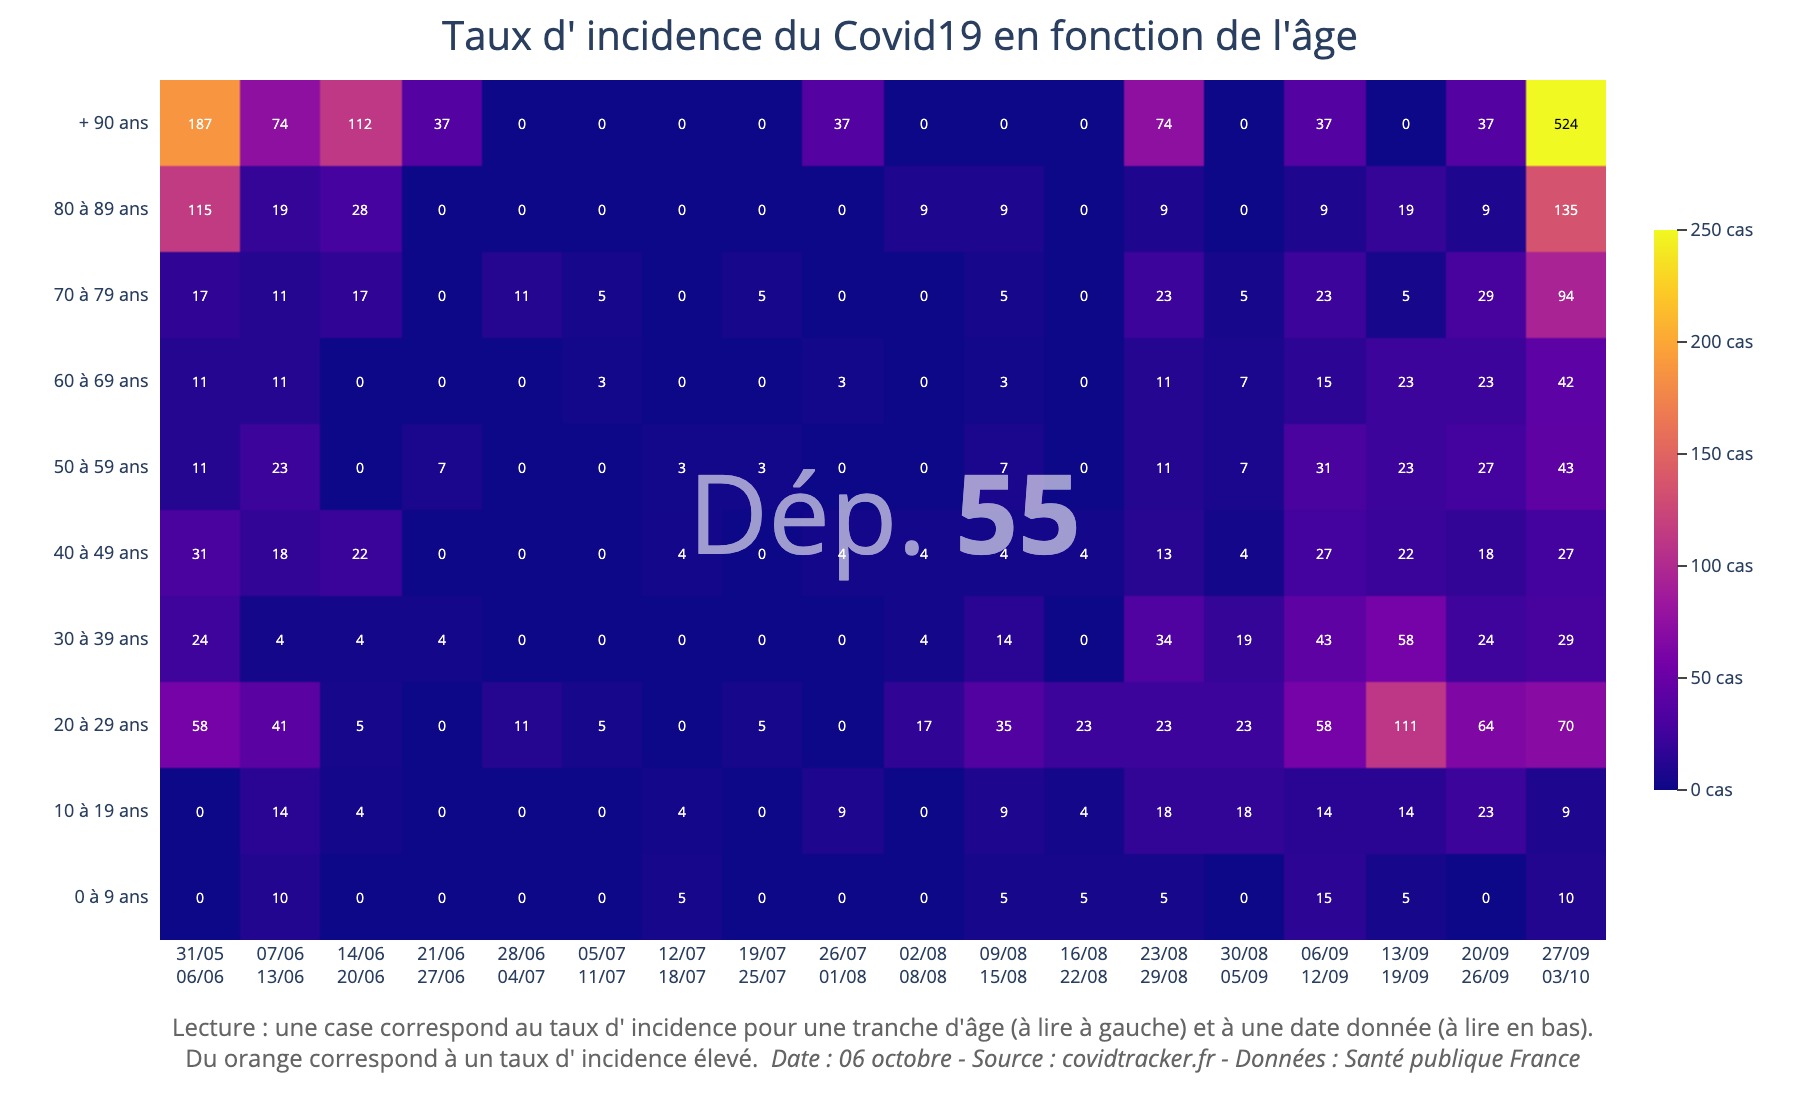 Taux d' incidence du Covid19 en fonction de l'âge
+ 90 ans 187 74 112 37 0 0 0 0 37 0 0 0 74 0 37 0 37 524
80 à 89 ans 115 19 28 0 0 0 0 0 0 9 9 0 9 0 9 19 9 135
250 cas
70 à 79 ans 17 11 17 0 11 5 0 5 0 0 5 0 23 5 23 5 29 94
200 cas
60 à 69 ans 11 11 0 0 0 3 0 0 3 0 3 0 11 7 15 23 23 42
150 cas
50 à 59 ans 11 23 0 7 0 0 3 3 0 0 7 0 11 7 31 23 27 43
Dép. 55
40 à 49 ans 31 18 22 0 0 0 4 0 4 4 4 4 13 4 27 22 18 27
100 cas
30 à 39 ans 24 4 4 4 0 0 0 0 0 4 14 0 34 19 43 58 24 29
50 cas
20 à 29 ans 58 41 5 0 11 5 0 5 0 17 35 23 23 23 58 111 64 70
0 cas
10 à 19 ans 0 14 4 0 0 0 4 0 9 0 9 4 18 18 14 14 23 9
0 à 9 ans 0 10 0 0 0 0 5 0 0 0 5 5 5 0 15 5 0 10
31/05 07/06 14/06 21/06 28/06 05/07 12/07 19/07 26/07 02/08 09/08 16/08 23/08 30/08 06/09 13/09 20/09 27/09
06/06 13/06 20/06 27/06 04/07 11/07 18/07 25/07 01/08 08/08 15/08 22/08 29/08 05/09 12/09 19/09 26/09 03/10
Lecture : une case correspond au taux d' incidence pour une tranche d'âge (à lire à gauche) et à une date donnée (à lire en bas).
Du orange correspond à un taux d' incidence élevé. Date : 06 octobre - Source : covidtracker.fr - Données : Santé publique France